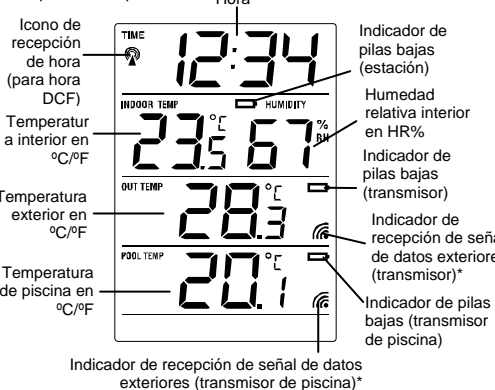 Hora
Icono de
recepción
de hora
(para hora
DCF)
TIME
12:34
Indicador de
pilas bajas
(estación)
INDOOR TEMP
HUMIDITY
Temperatur
a interior en
ºC/ºF
23.5 °C
67 % RH
Humedad
relativa interior
en HR%
Indicador de
pilas bajas
(transmisor)
OUT TEMP
Temperatura
exterior en
ºC/ºF
28.3 °C
Indicador de
recepción de seña
de datos exteriore
(transmisor)*
POOL TEMP
Temperatura
de piscina en
ºC/ºF
20.1 °C
Indicador de pilas
bajas (transmisor
de piscina)
Indicador de recepción de señal de datos
exteriores (transmisor de piscina)*